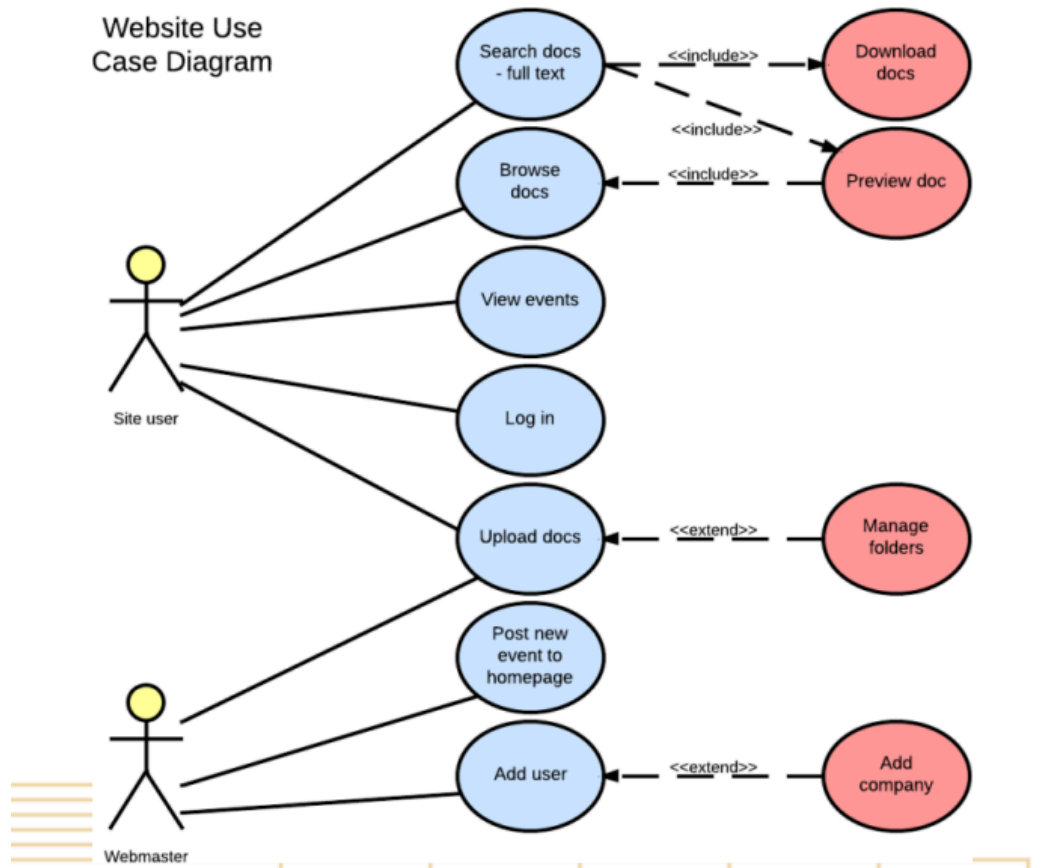 Website Use
Case Diagram
Search docs
- full text
<<include>>
Download
docs
<<include>>
Browse
docs
<<include>>
Preview doc
View events
Site user
Log in
Upload docs
<<extend>>
Manage
folders
Post new
event to
homepage
Add user
<<extend>>
Add
company
Webmaster